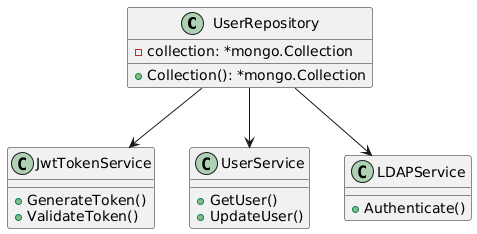 C UserRepository
collection: *mongo.Collection
Collection(): *mongo.Collection
C JwtTokenService
GenerateToken()
ValidateToken()
C UserService
GetUser()
UpdateUser()
C LDAPService
Authenticate()